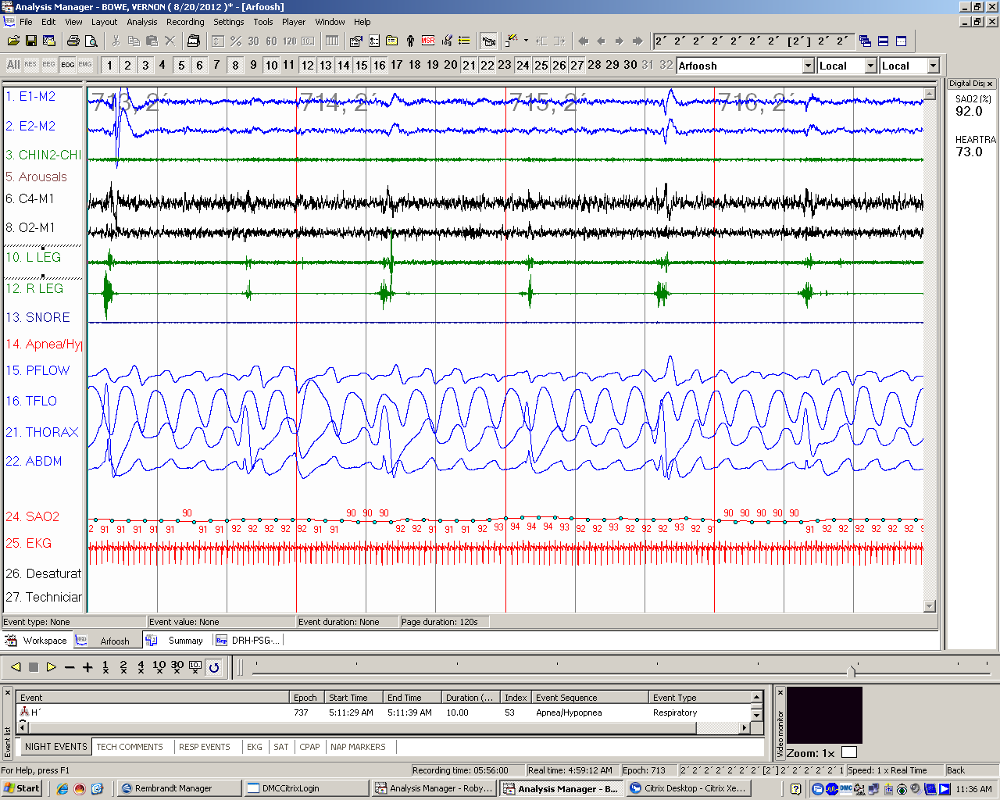 Analysis Manager - BOWE, VERNON ( 8/20/2012 )* - [Arfoosh]
File Edit View Layout Analysis Recording Settings Tools Player Window Help
30 60 120 MSR 2´ 2´ 2´ 2´ 2´ 2´ 2´ [2´] 2´ 2´
All RES EEG EOG EMG 1 2 3 4 5 6 7 8 9 10 11 12 13 14 15 16 17 18 19 20 21 22 23 24 25 26 27 28 29 30 31 32 Arfoosh Local Local
Digital Dis
SAO2 (%)
92.0
HEARTRA
73.0
713, 2´ 714, 2´ 715, 2´ 716, 2´
1. E1-M2
2. E2-M2
3. CHIN2-CHI
5. Arousals
6. C4-M1
8. O2-M1
10. L LEG
12. R LEG
13. SNORE
14. Apnea/Hyp
15. PFLOW
16. TFLO
21. THORAX
22. ABDM
90 90 90 90 90 90 90 90 90
24. SAO2
2 91 91 91 91 91 91 91 92 92 92 92 92 91 91 92 92 91 91 92 92 93 94 94 94 93 92 92 93 92 92 93 92 91 91 92 92 92 92 92 92
25. EKG
26. Desaturat
27. Techniciar
Event type: None Event value: None Event duration: None Page duration: 120s
Workspace Arfoosh Summary Rep DRH-PSG-...
1x 2x 4x 10x 30x
Event Epoch Start Time End Time Duration (... Index Event Sequence Event Type
H´ 737 5:11:29 AM 5:11:39 AM 10.00 53 Apnea/Hypopnea Respiratory
Event list
NIGHT EVENTS TECH COMMENTS RESP EVENTS EKG SAT CPAP NAP MARKERS
Video monitor
Zoom: 1x
For Help, press F1 Recording time: 05:56:00 Real time: 4:59:12 AM Epoch: 713 2´ 2´ 2´ 2´ 2´ 2´ 2´ [2´] 2´ 2´ 2´ 2´ 2´ 1 Speed: 1 x Real Time Back
Start Rembrandt Manager DMCCitrixLogin Analysis Manager - Roby... Analysis Manager - B... Citrix Desktop - Citrix Xe... DMC 11:36 AM